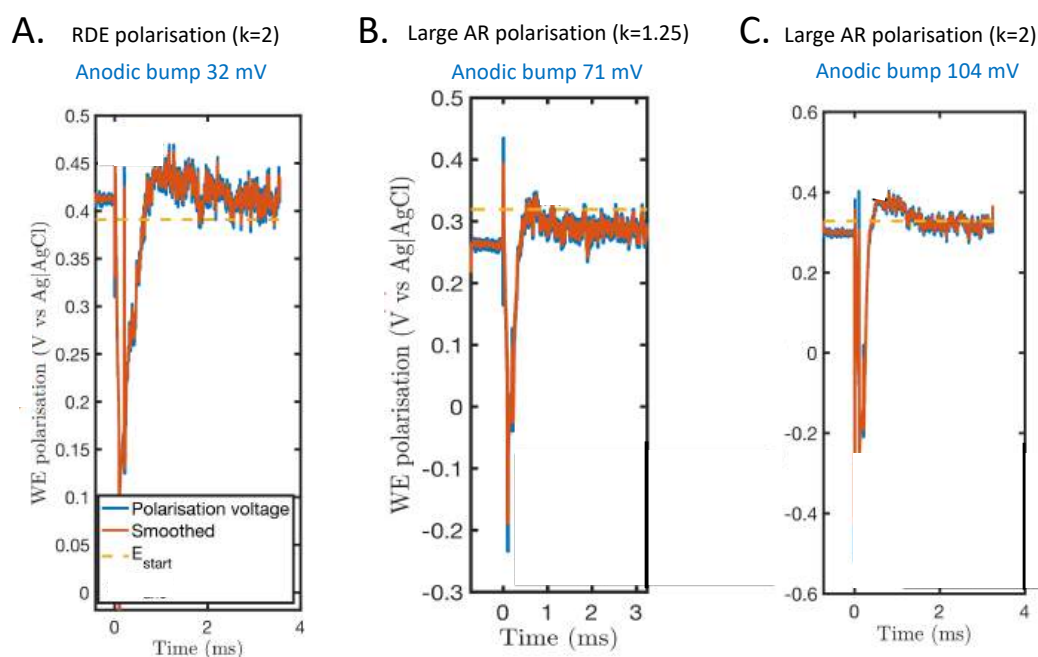 A.
RDE polarisation (k=2)
Anodic bump 32 mV
WE polarisation (V vs Ag|AgCl)
0.5
0.45
0.4
0.35
0.3
0.25
0.2
0.15
0.1
0.05
0
Polarisation voltage
Smoothed
E_start
0
2
4
Time (ms)
B.
Large AR polarisation (k=1.25)
Anodic bump 71 mV
WE polarisation (V vs Ag|AgCl)
0.5
0.4
0.3
0.2
0.1
0
-0.1
-0.2
-0.3
0
1
2
3
Time (ms)
C.
Large AR polarisation (k=2)
Anodic bump 104 mV
0.6
0.4
0.2
0
-0.2
-0.4
-0.6
0
2
4
Time (ms)